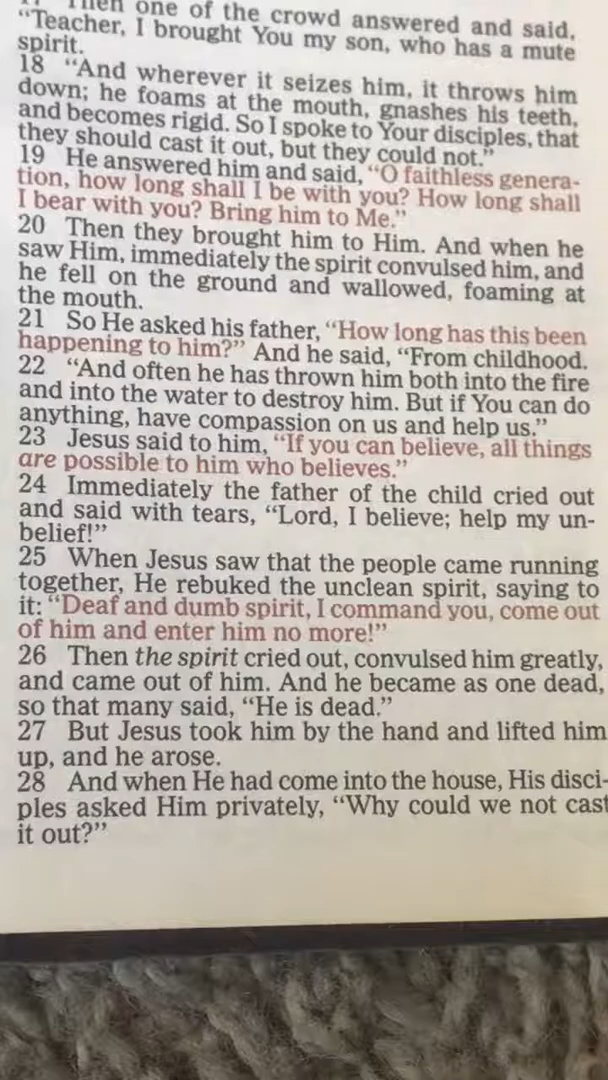 17 Then one of the crowd answered and said,
"Teacher, I brought You my son, who has a mute
spirit.
18 "And wherever it seizes him, it throws him
down; he foams at the mouth, gnashes his teeth,
and becomes rigid. So I spoke to Your disciples, that
they should cast it out, but they could not."
19 He answered him and said, "O faithless genera-
tion, how long shall I be with you? How long shall
I bear with you? Bring him to Me."
20 Then they brought him to Him. And when he
saw Him, immediately the spirit convulsed him, and
he fell on the ground and wallowed, foaming at
the mouth.
21 So He asked his father, "How long has this been
happening to him?" And he said, "From childhood.
22 "And often he has thrown him both into the fire
and into the water to destroy him. But if You can do
anything, have compassion on us and help us."
23 Jesus said to him, "If you can believe, all things
are possible to him who believes."
24 Immediately the father of the child cried out
and said with tears, "Lord, I believe; help my un-
belief!"
25 When Jesus saw that the people came running
together, He rebuked the unclean spirit, saying to
it: "Deaf and dumb spirit, I command you, come out
of him and enter him no more!"
26 Then the spirit cried out, convulsed him greatly,
and came out of him. And he became as one dead,
so that many said, "He is dead."
27 But Jesus took him by the hand and lifted him
up, and he arose.
28 And when He had come into the house, His disci-
ples asked Him privately, "Why could we not cast
it out?"